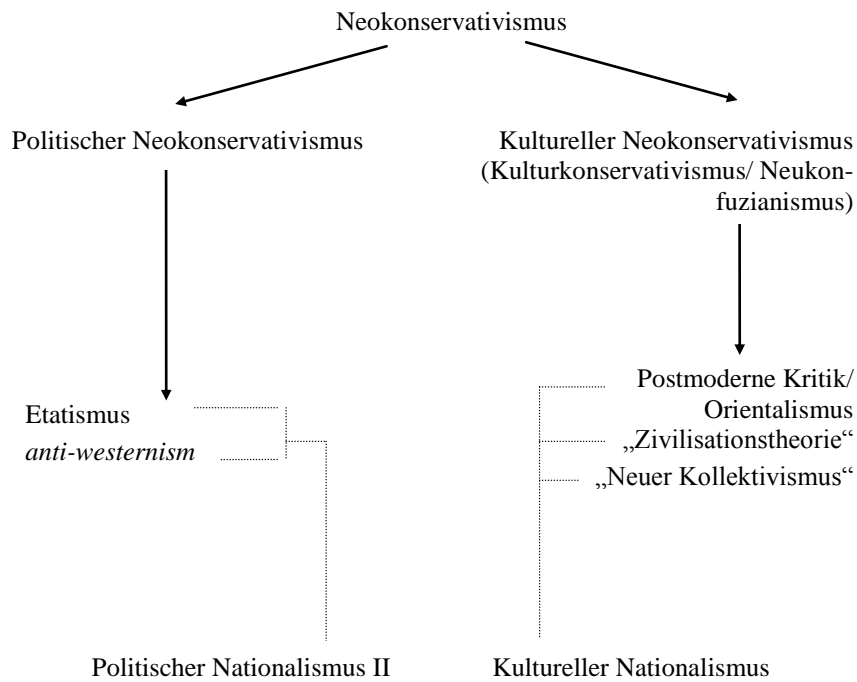 Neokonservativismus
Politischer Neokonservativismus
Kultureller Neokonservativismus
(Kulturkonservativismus/ Neukon-
fuzianismus)
Etatismus
anti-westernism
Postmoderne Kritik/
Orientalismus
„Zivilisationstheorie“
„Neuer Kollektivismus“
Politischer Nationalismus II
Kultureller Nationalismus